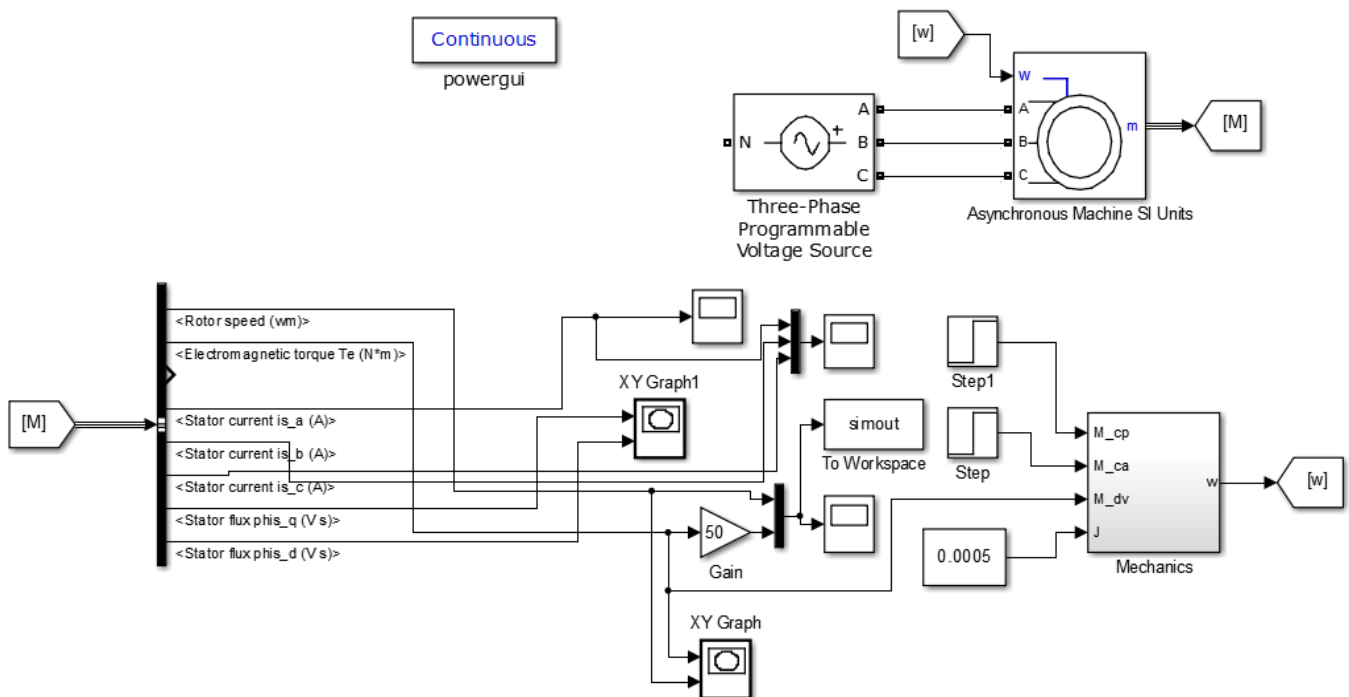 Continuous
powergui
[w]
w
A
B
C
m
[M]
Asynchronous Machine SI Units
N
+
A
B
C
Three-Phase
Programmable
Voltage Source
[M]
<Rotor speed (wm)>
<Electromagnetic torque Te (N*m)>
<Stator current is_a (A)>
<Stator current is_b (A)>
<Stator current is_c (A)>
<Stator flux phis_q (V s)>
<Stator flux phis_d (V s)>
XY Graph1
simout
To Workspace
50
Gain
XY Graph
Step1
Step
0.0005
M_cp
M_ca
M_dv
J
w
Mechanics
[w]